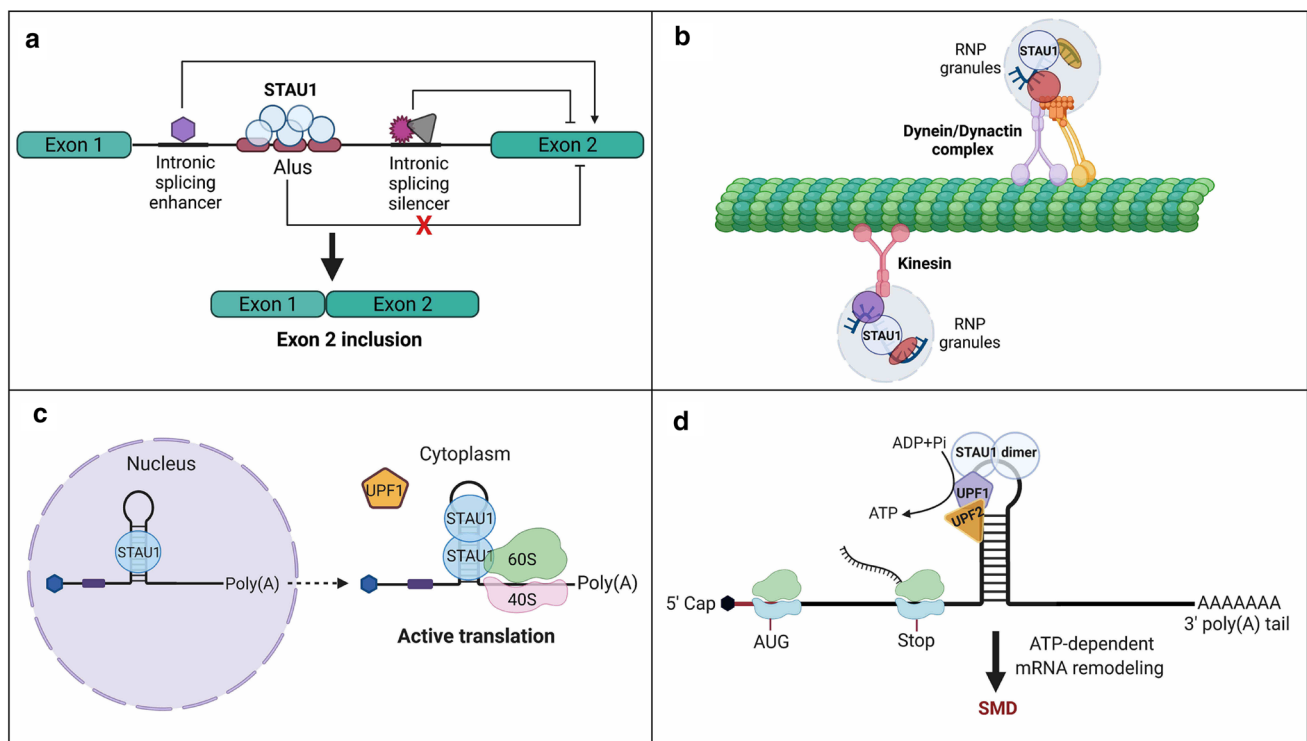 a
STAU1
Exon 1
Exon 2
Intronic
splicing
enhancer
Alus
Intronic
splicing
silencer
X
Exon 1
Exon 2
Exon 2 inclusion
b
RNP
granules
STAU1
Dynein/Dynactin
complex
Kinesin
STAU1
RNP
granules
c
Nucleus
STAU1
Poly(A)
Cytoplasm
UPF1
STAU1
STAU1
60S
40S
Poly(A)
Active translation
d
ADP+Pi
STAU1 dimer
UPF1
ATP
UPF2
5' Cap
AUG
Stop
AAAAAAA
3' poly(A) tail
ATP-dependent
mRNA remodeling
SMD